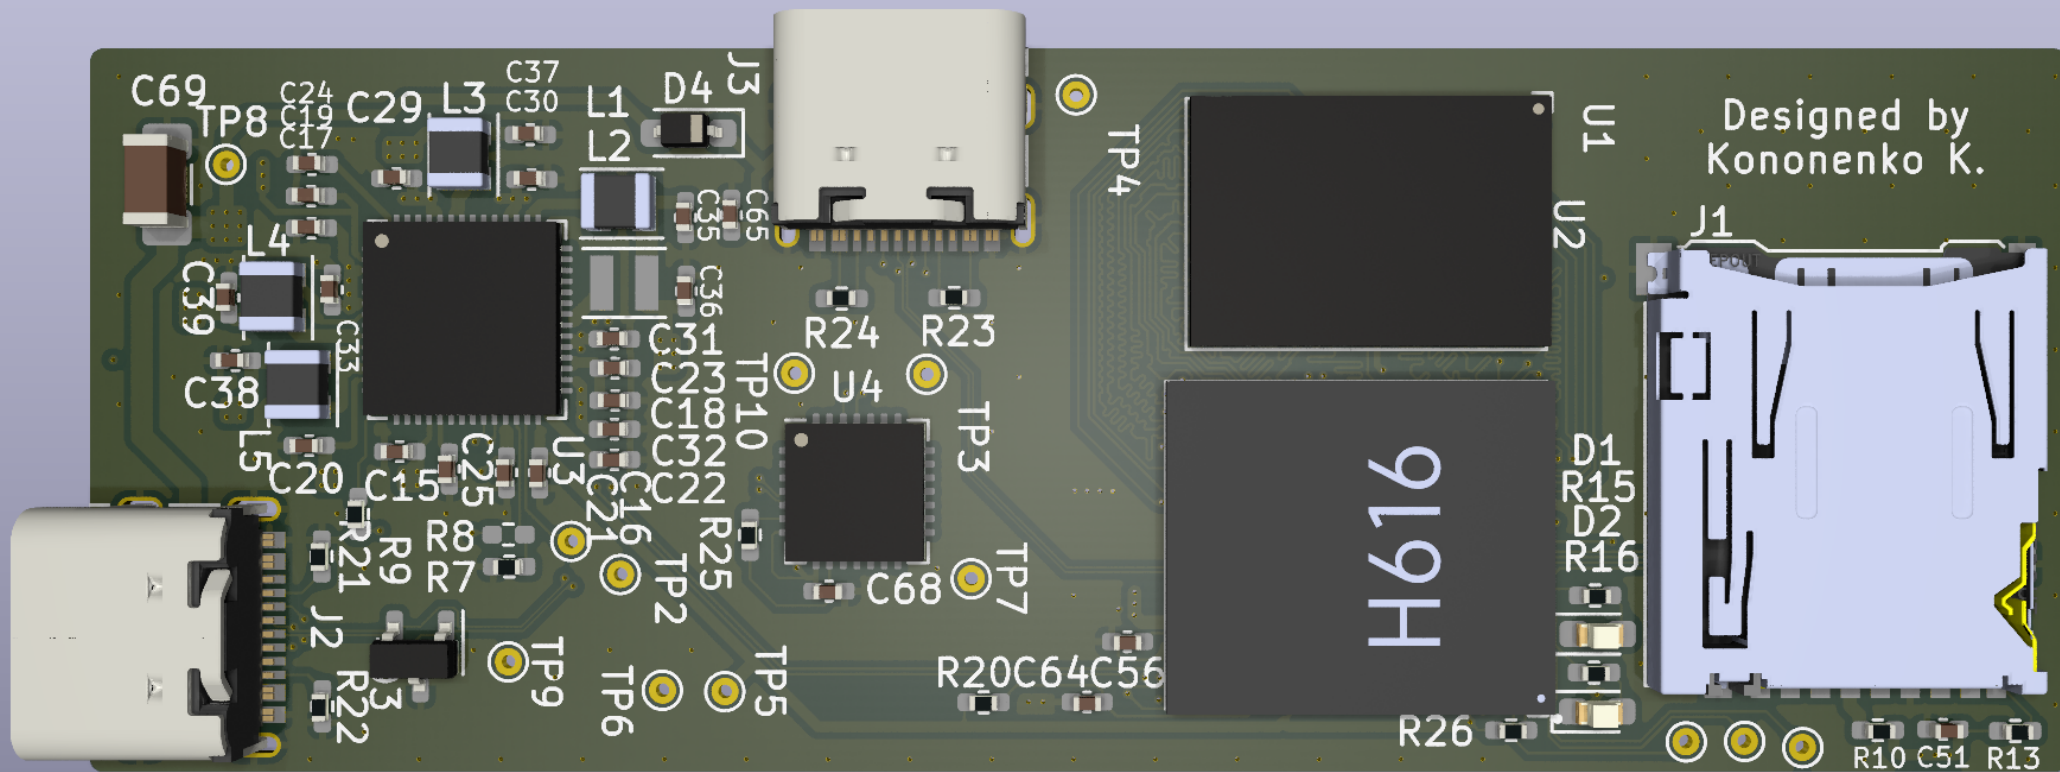 C69
TP8
C24
C19
C17
C29
L3
C37
C30
L1
L2
D4
J3
TP4
U1
U2
Designed by
Kononenko K.
J1
L4
C39
C33
C38
L5
C20
C15
C25
U3
C21
C16
C35
C65
C36
C31
C23
C18
C32
C22
TP10
R24
R23
U4
TP3
R25
C68
TP7
R21
R9
R8
R7
J2
R22
TP2
TP9
TP6
TP5
R20 C64 C56
H616
D1
R15
D2
R16
R26
R10 C51 R13